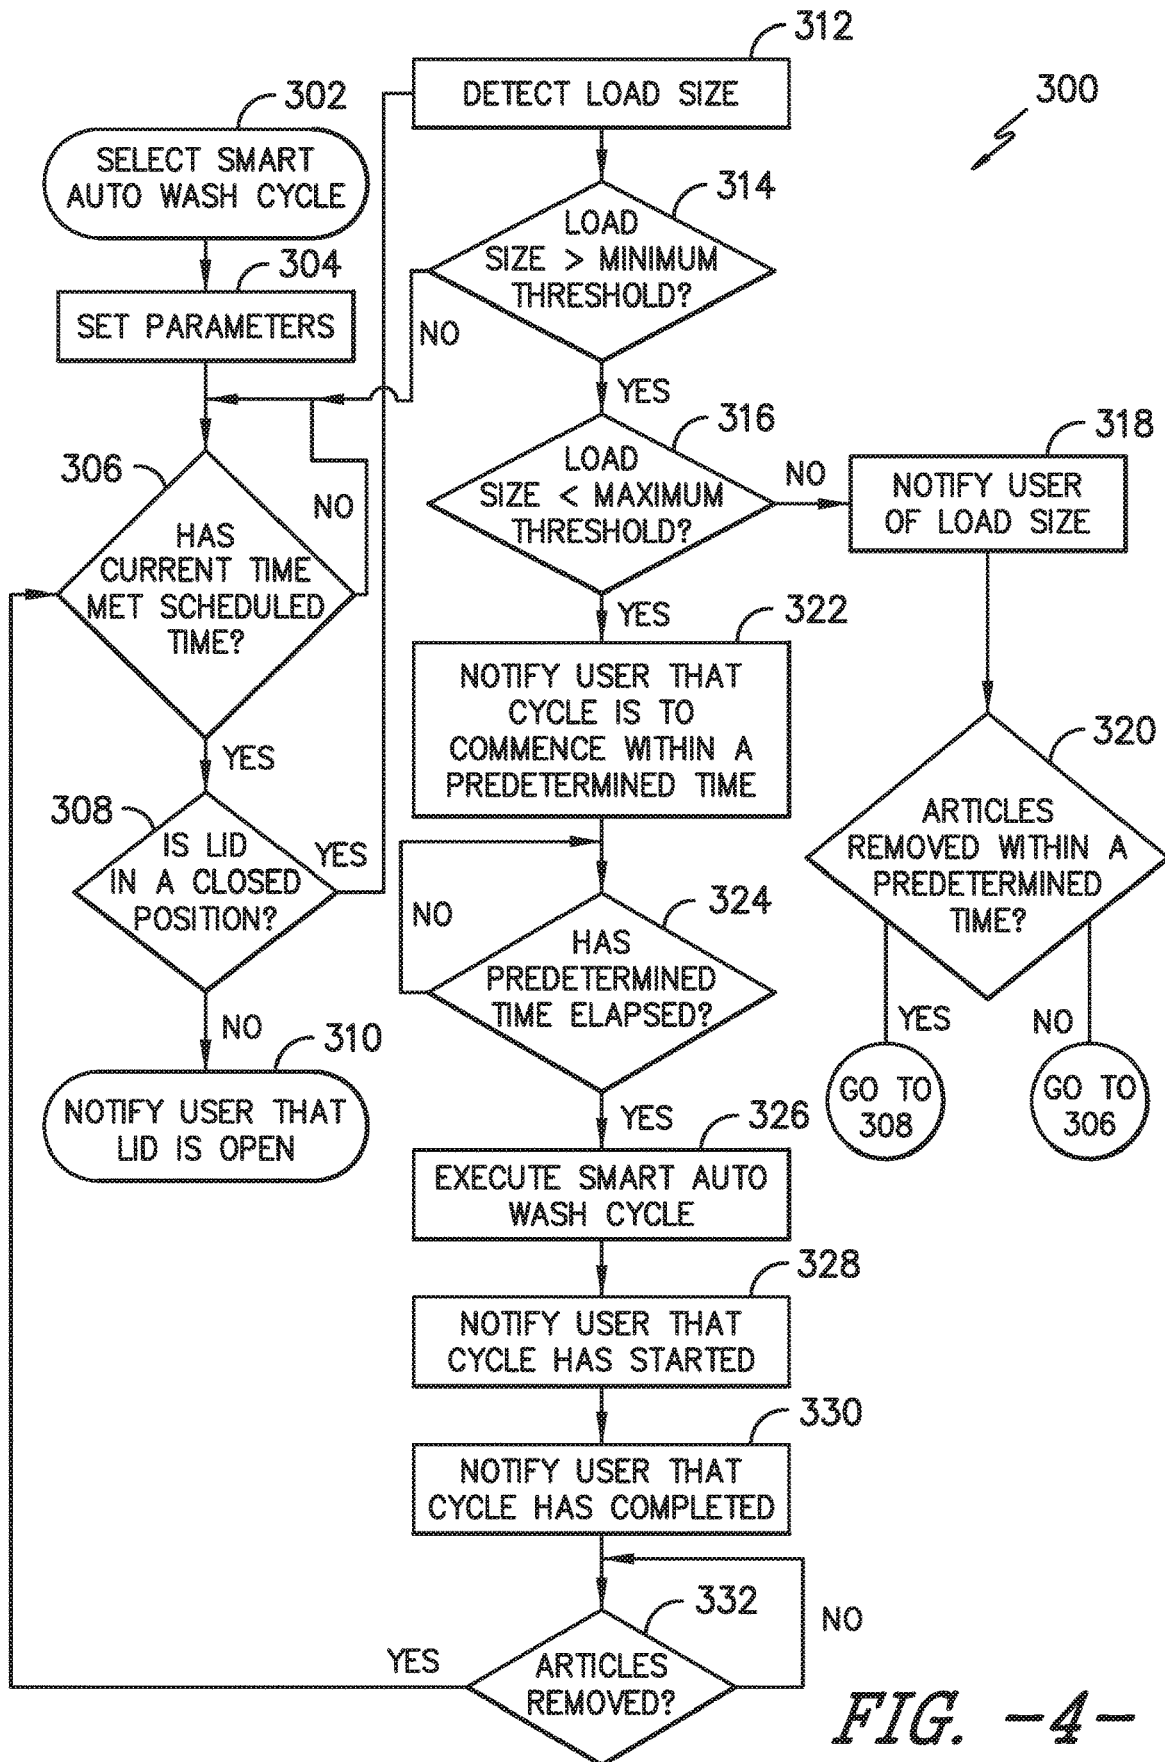 300
302
SELECT SMART
AUTO WASH CYCLE
304
SET PARAMETERS
306
HAS
CURRENT TIME
MET SCHEDULED
TIME?
NO
YES
308
IS LID
IN A CLOSED
POSITION?
YES
NO
310
NOTIFY USER THAT
LID IS OPEN
312
DETECT LOAD SIZE
314
LOAD
SIZE > MINIMUM
THRESHOLD?
NO
YES
316
LOAD
SIZE < MAXIMUM
THRESHOLD?
NO
YES
318
NOTIFY USER
OF LOAD SIZE
320
ARTICLES
REMOVED WITHIN A
PREDETERMINED
TIME?
YES
NO
GO TO
308
GO TO
306
322
NOTIFY USER THAT
CYCLE IS TO
COMMENCE WITHIN A
PREDETERMINED TIME
324
HAS
PREDETERMINED
TIME ELAPSED?
NO
YES
326
EXECUTE SMART AUTO
WASH CYCLE
328
NOTIFY USER THAT
CYCLE HAS STARTED
330
NOTIFY USER THAT
CYCLE HAS COMPLETED
332
ARTICLES
REMOVED?
YES
NO
FIG. -4-